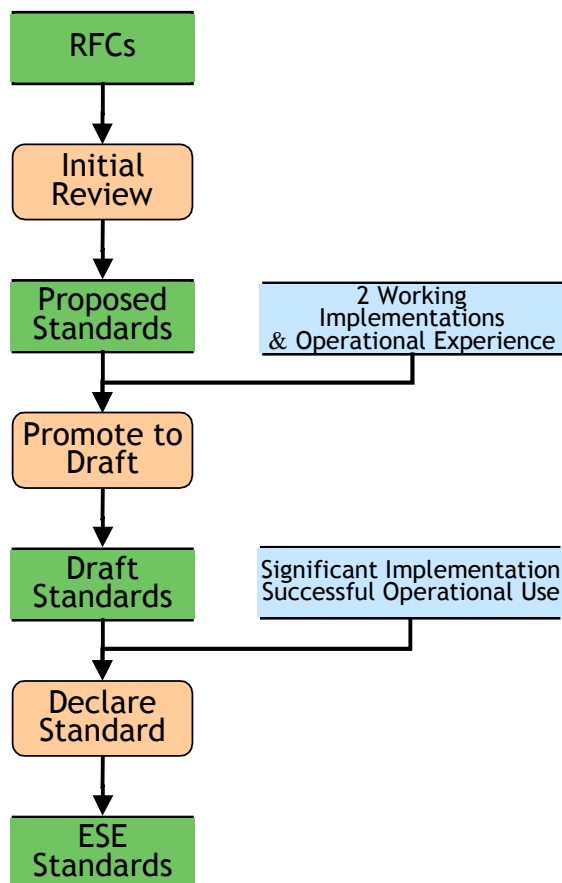 RFCs
Initial
Review
Proposed
Standards
2 Working
Implementations
& Operational Experience
Promote to
Draft
Draft
Standards
Significant Implementation
Successful Operational Use
Declare
Standard
ESE
Standards